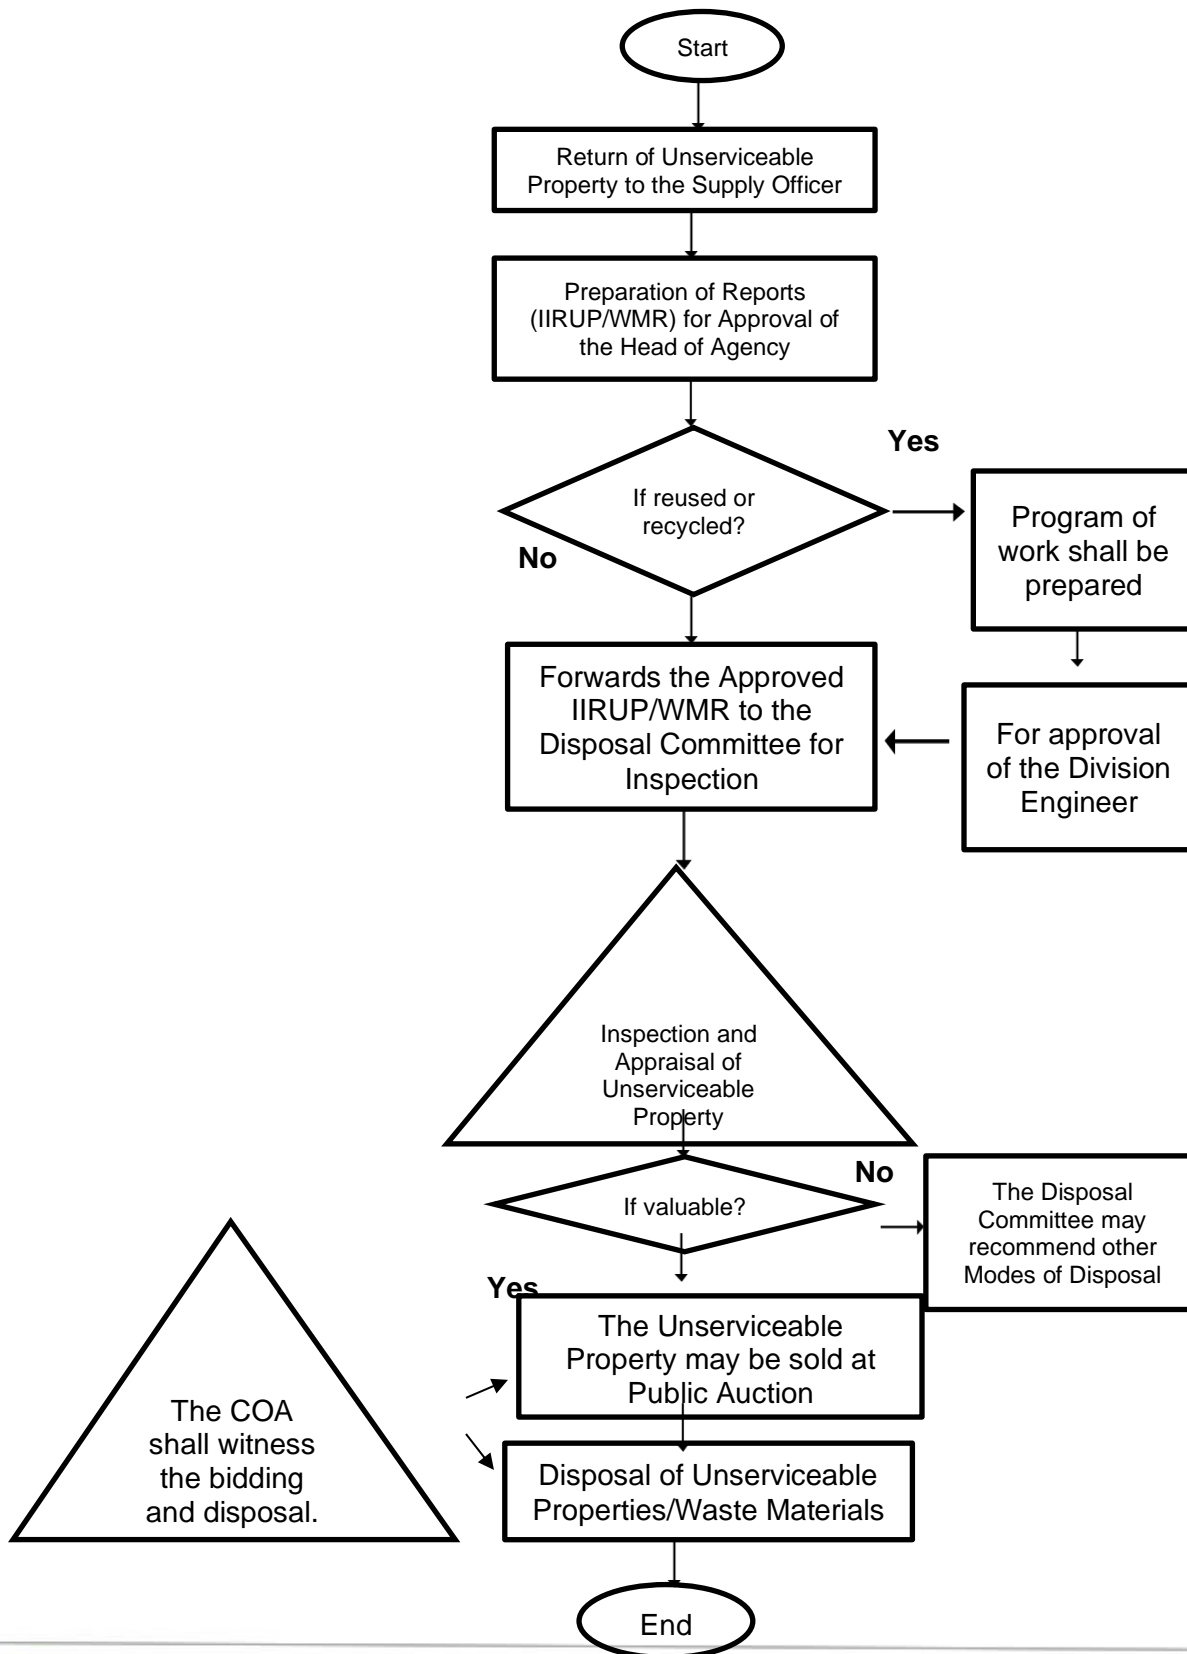 Start
Return of Unserviceable
Property to the Supply Officer
Preparation of Reports
(IIRUP/WMR) for Approval of
the Head of Agency
Yes
If reused or
recycled?
No
Program of
work shall be
prepared
Forwards the Approved
IIRUP/WMR to the
Disposal Committee for
Inspection
For approval
of the Division
Engineer
Inspection and
Appraisal of
Unserviceable
Property
No
If valuable?
The Disposal
Committee may
recommend other
Modes of Disposal
Yes
The Unserviceable
Property may be sold at
Public Auction
The COA
shall witness
the bidding
and disposal.
Disposal of Unserviceable
Properties/Waste Materials
End